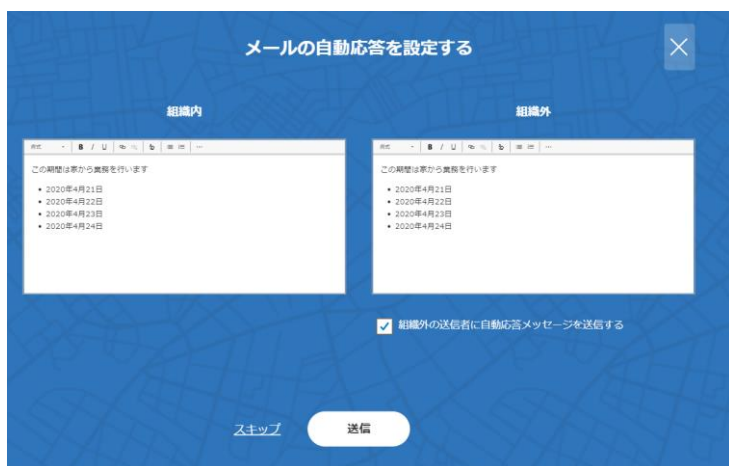 メールの自動応答を設定する
組織内
組織外
書式 B I U
書式 B I U
この期間は家から業務を行います
• 2020年4月21日
• 2020年4月22日
• 2020年4月23日
• 2020年4月24日
この期間は家から業務を行います
• 2020年4月21日
• 2020年4月22日
• 2020年4月23日
• 2020年4月24日
組織外の送信者に自動応答メッセージを送信する
スキップ
送信